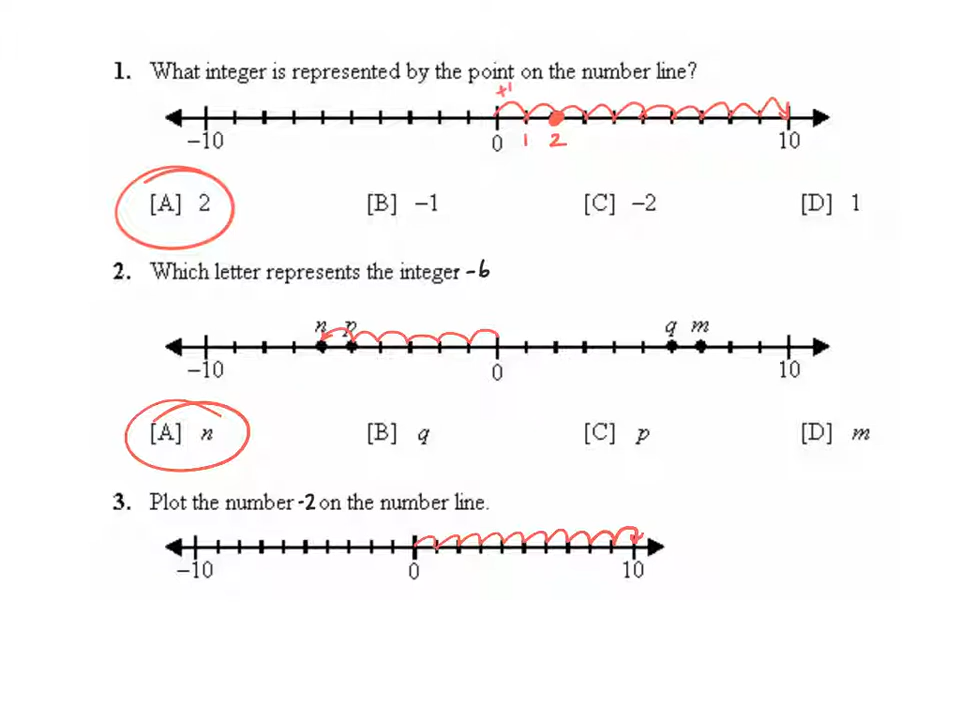 1. What integer is represented by the point on the number line?
+1
-10 0 1 2 10
[A] 2 [B] -1 [C] -2 [D] 1
2. Which letter represents the integer -6
n p q m
-10 0 10
[A] n [B] q [C] p [D] m
3. Plot the number -2 on the number line.
-10 0 10